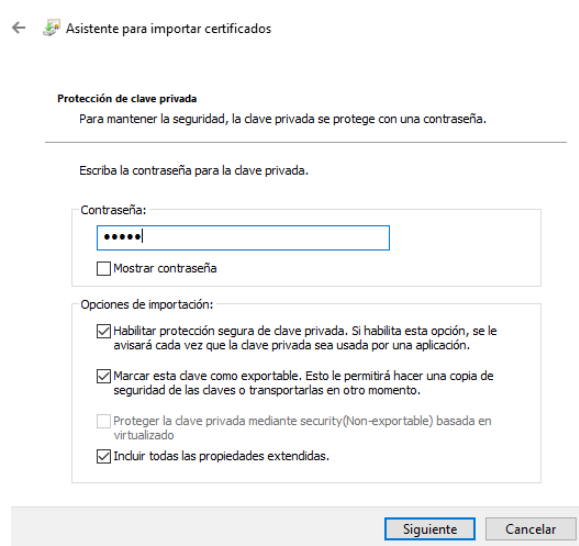 Asistente para importar certificados
Protección de clave privada
Para mantener la seguridad, la clave privada se protege con una contraseña.
Escriba la contraseña para la clave privada.
Contraseña:
•••••
Mostrar contraseña
Opciones de importación:
Habilitar protección segura de clave privada. Si habilita esta opción, se le
avisará cada vez que la clave privada sea usada por una aplicación.
Marcar esta clave como exportable. Esto le permitirá hacer una copia de
seguridad de las claves o transportarlas en otro momento.
Proteger la clave privada mediante security(Non-exportable) basada en
virtualizado
Incluir todas las propiedades extendidas.
Siguiente
Cancelar